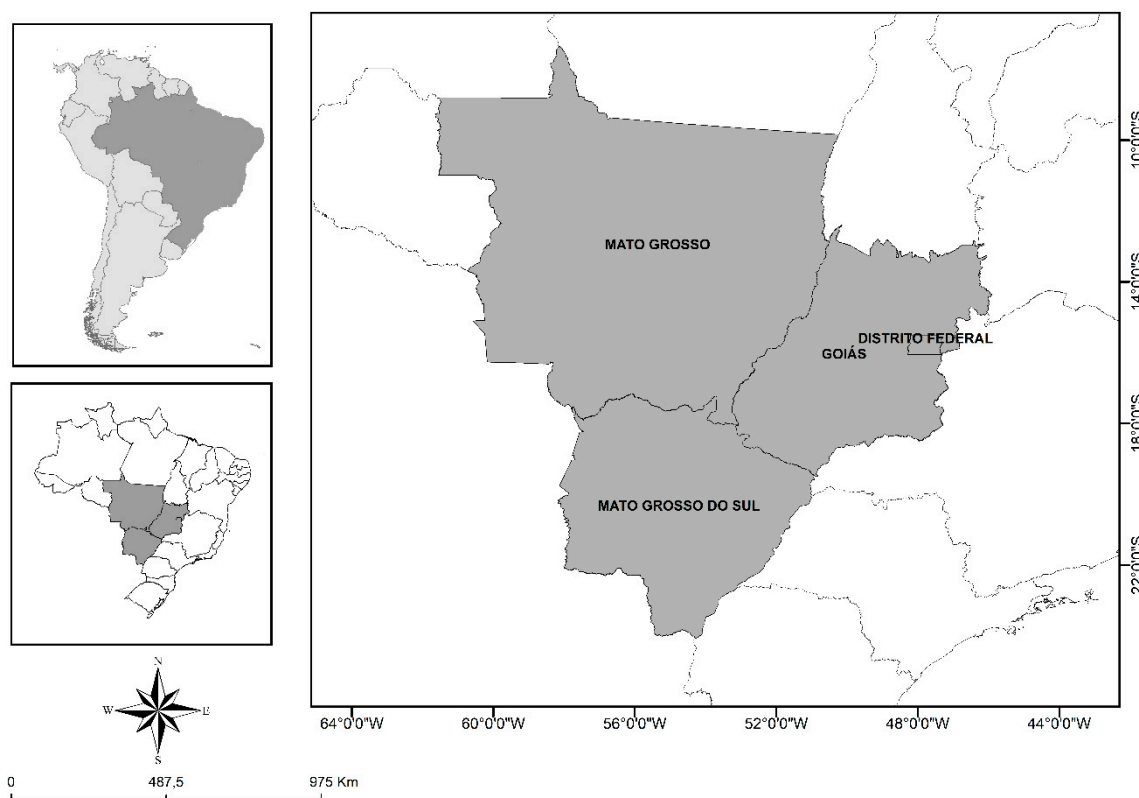 MATO GROSSO
DISTRITO FEDERAL
GOIÁS
MATO GROSSO DO SUL
10°0'0"S
14°0'0"S
18°0'0"S
22°0'0"S
64°0'0"W
60°0'0"W
56°0'0"W
52°0'0"W
48°0'0"W
44°0'0"W
N
W
E
S
0
487,5
975 Km